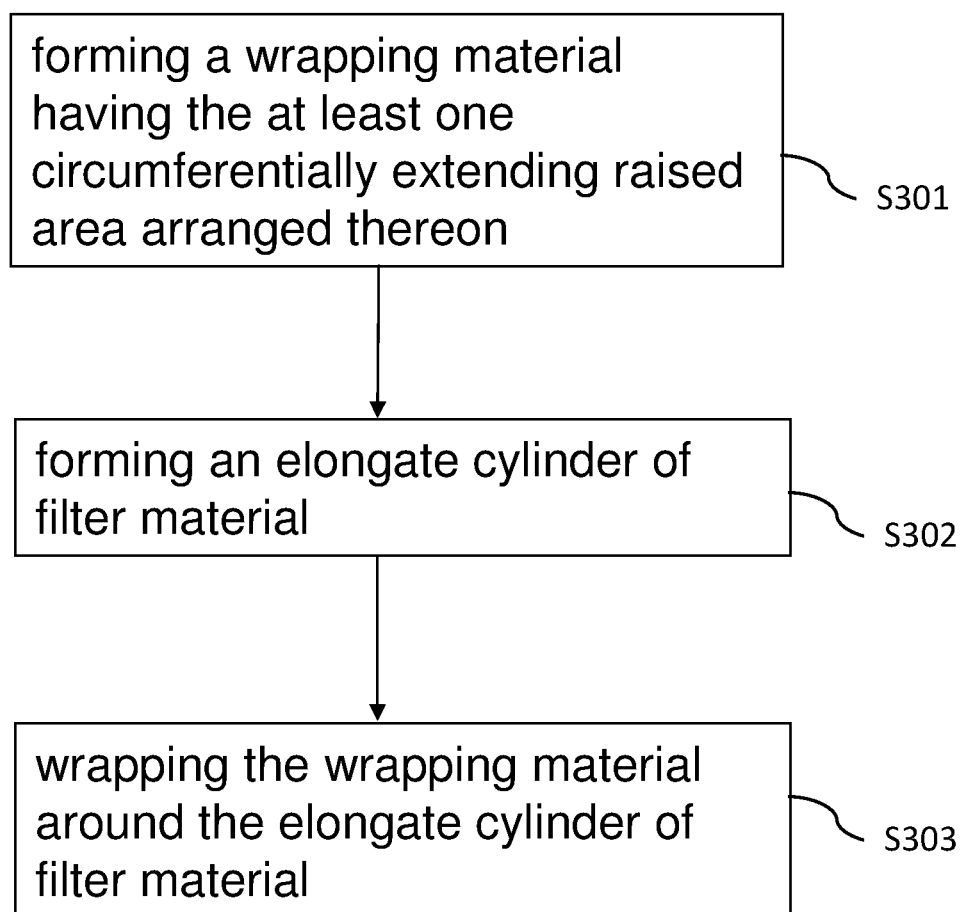 forming a wrapping material
having the at least one
circumferentially extending raised
area arranged thereon
S301
forming an elongate cylinder of
filter material
S302
wrapping the wrapping material
around the elongate cylinder of
filter material
S303